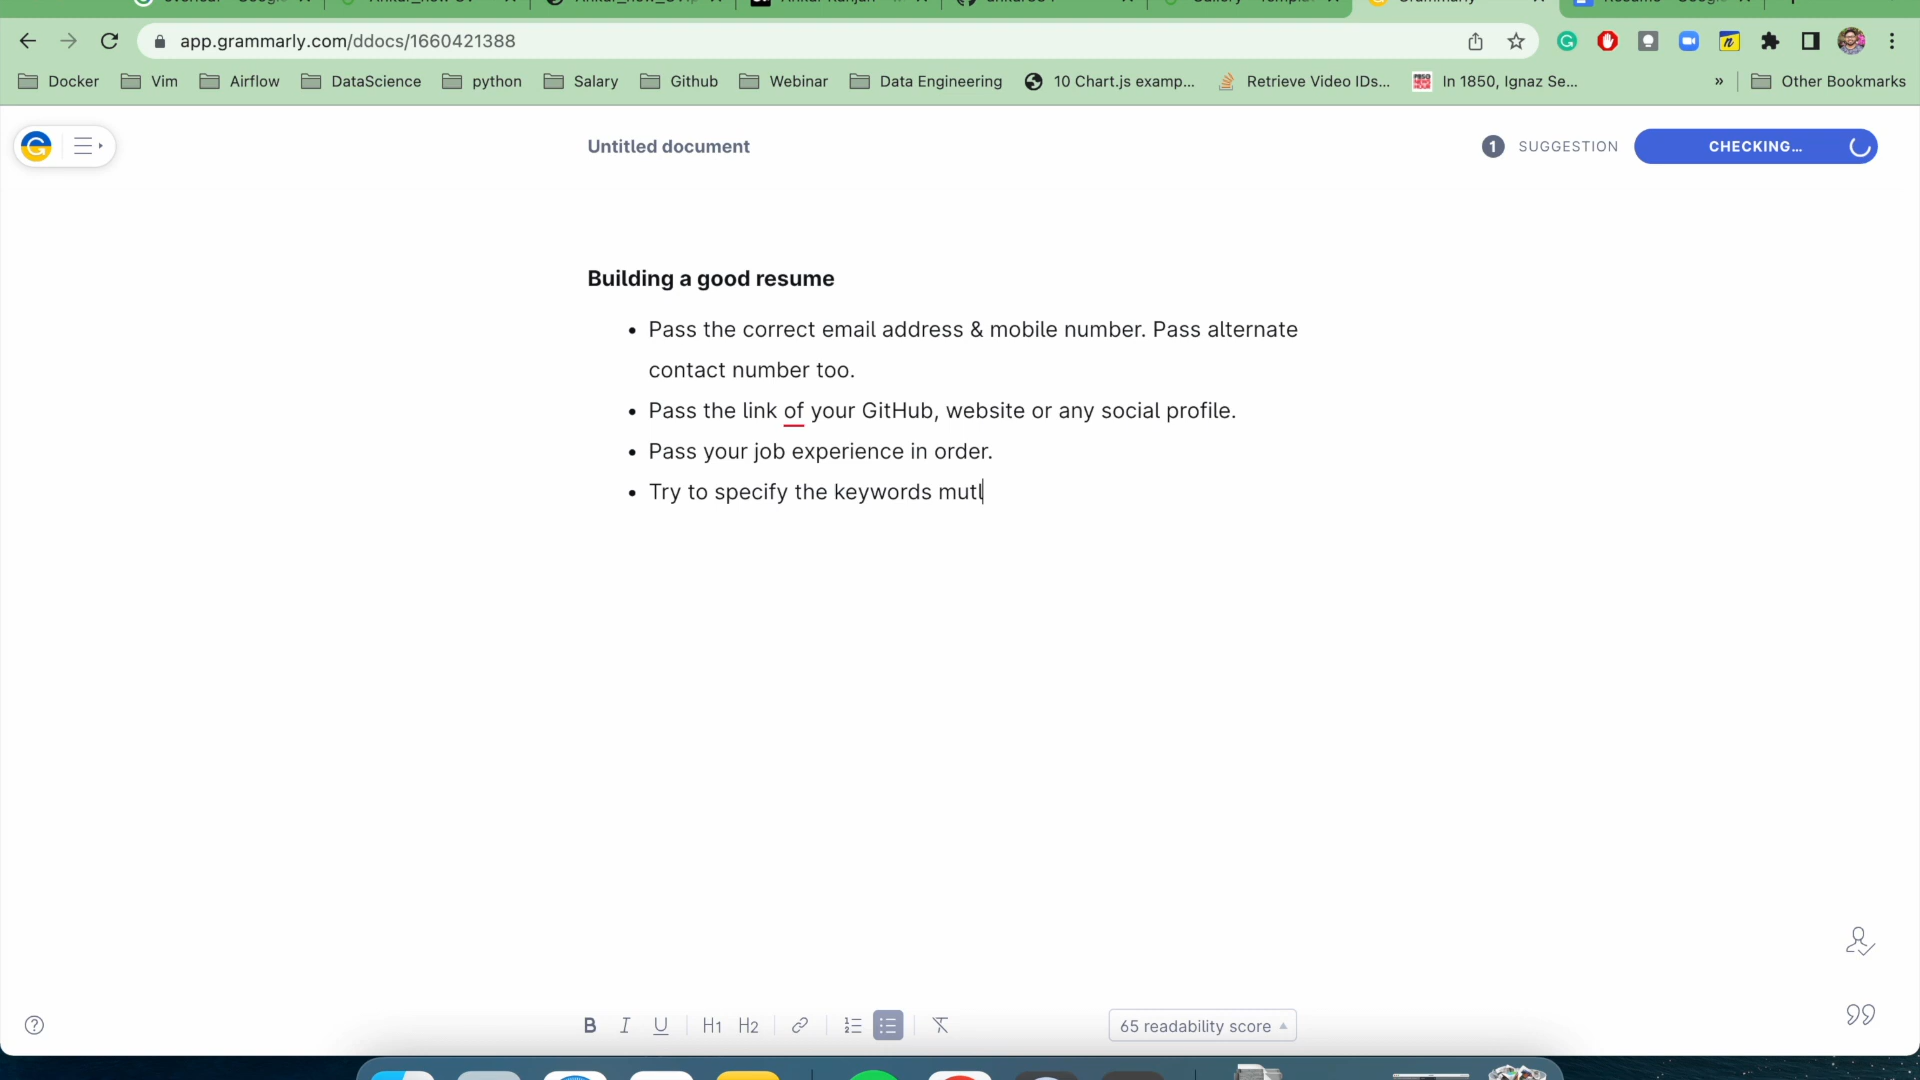 app.grammarly.com/ddocs/1660421388
Docker Vim Airflow DataScience python Salary Github Webinar Data Engineering 10 Chart.js examp... Retrieve Video IDs... In 1850, Ignaz Se... » Other Bookmarks
Untitled document
1 SUGGESTION CHECKING...
Building a good resume
• Pass the correct email address & mobile number. Pass alternate
contact number too.
• Pass the link of your GitHub, website or any social profile.
• Pass your job experience in order.
• Try to specify the keywords mutl
B I U H1 H2 65 readability score